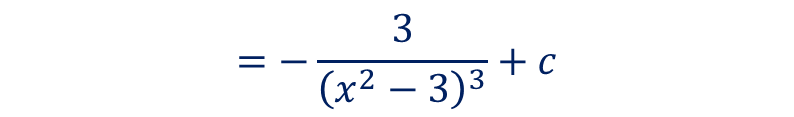 = − 3/(x² − 3)³ + c